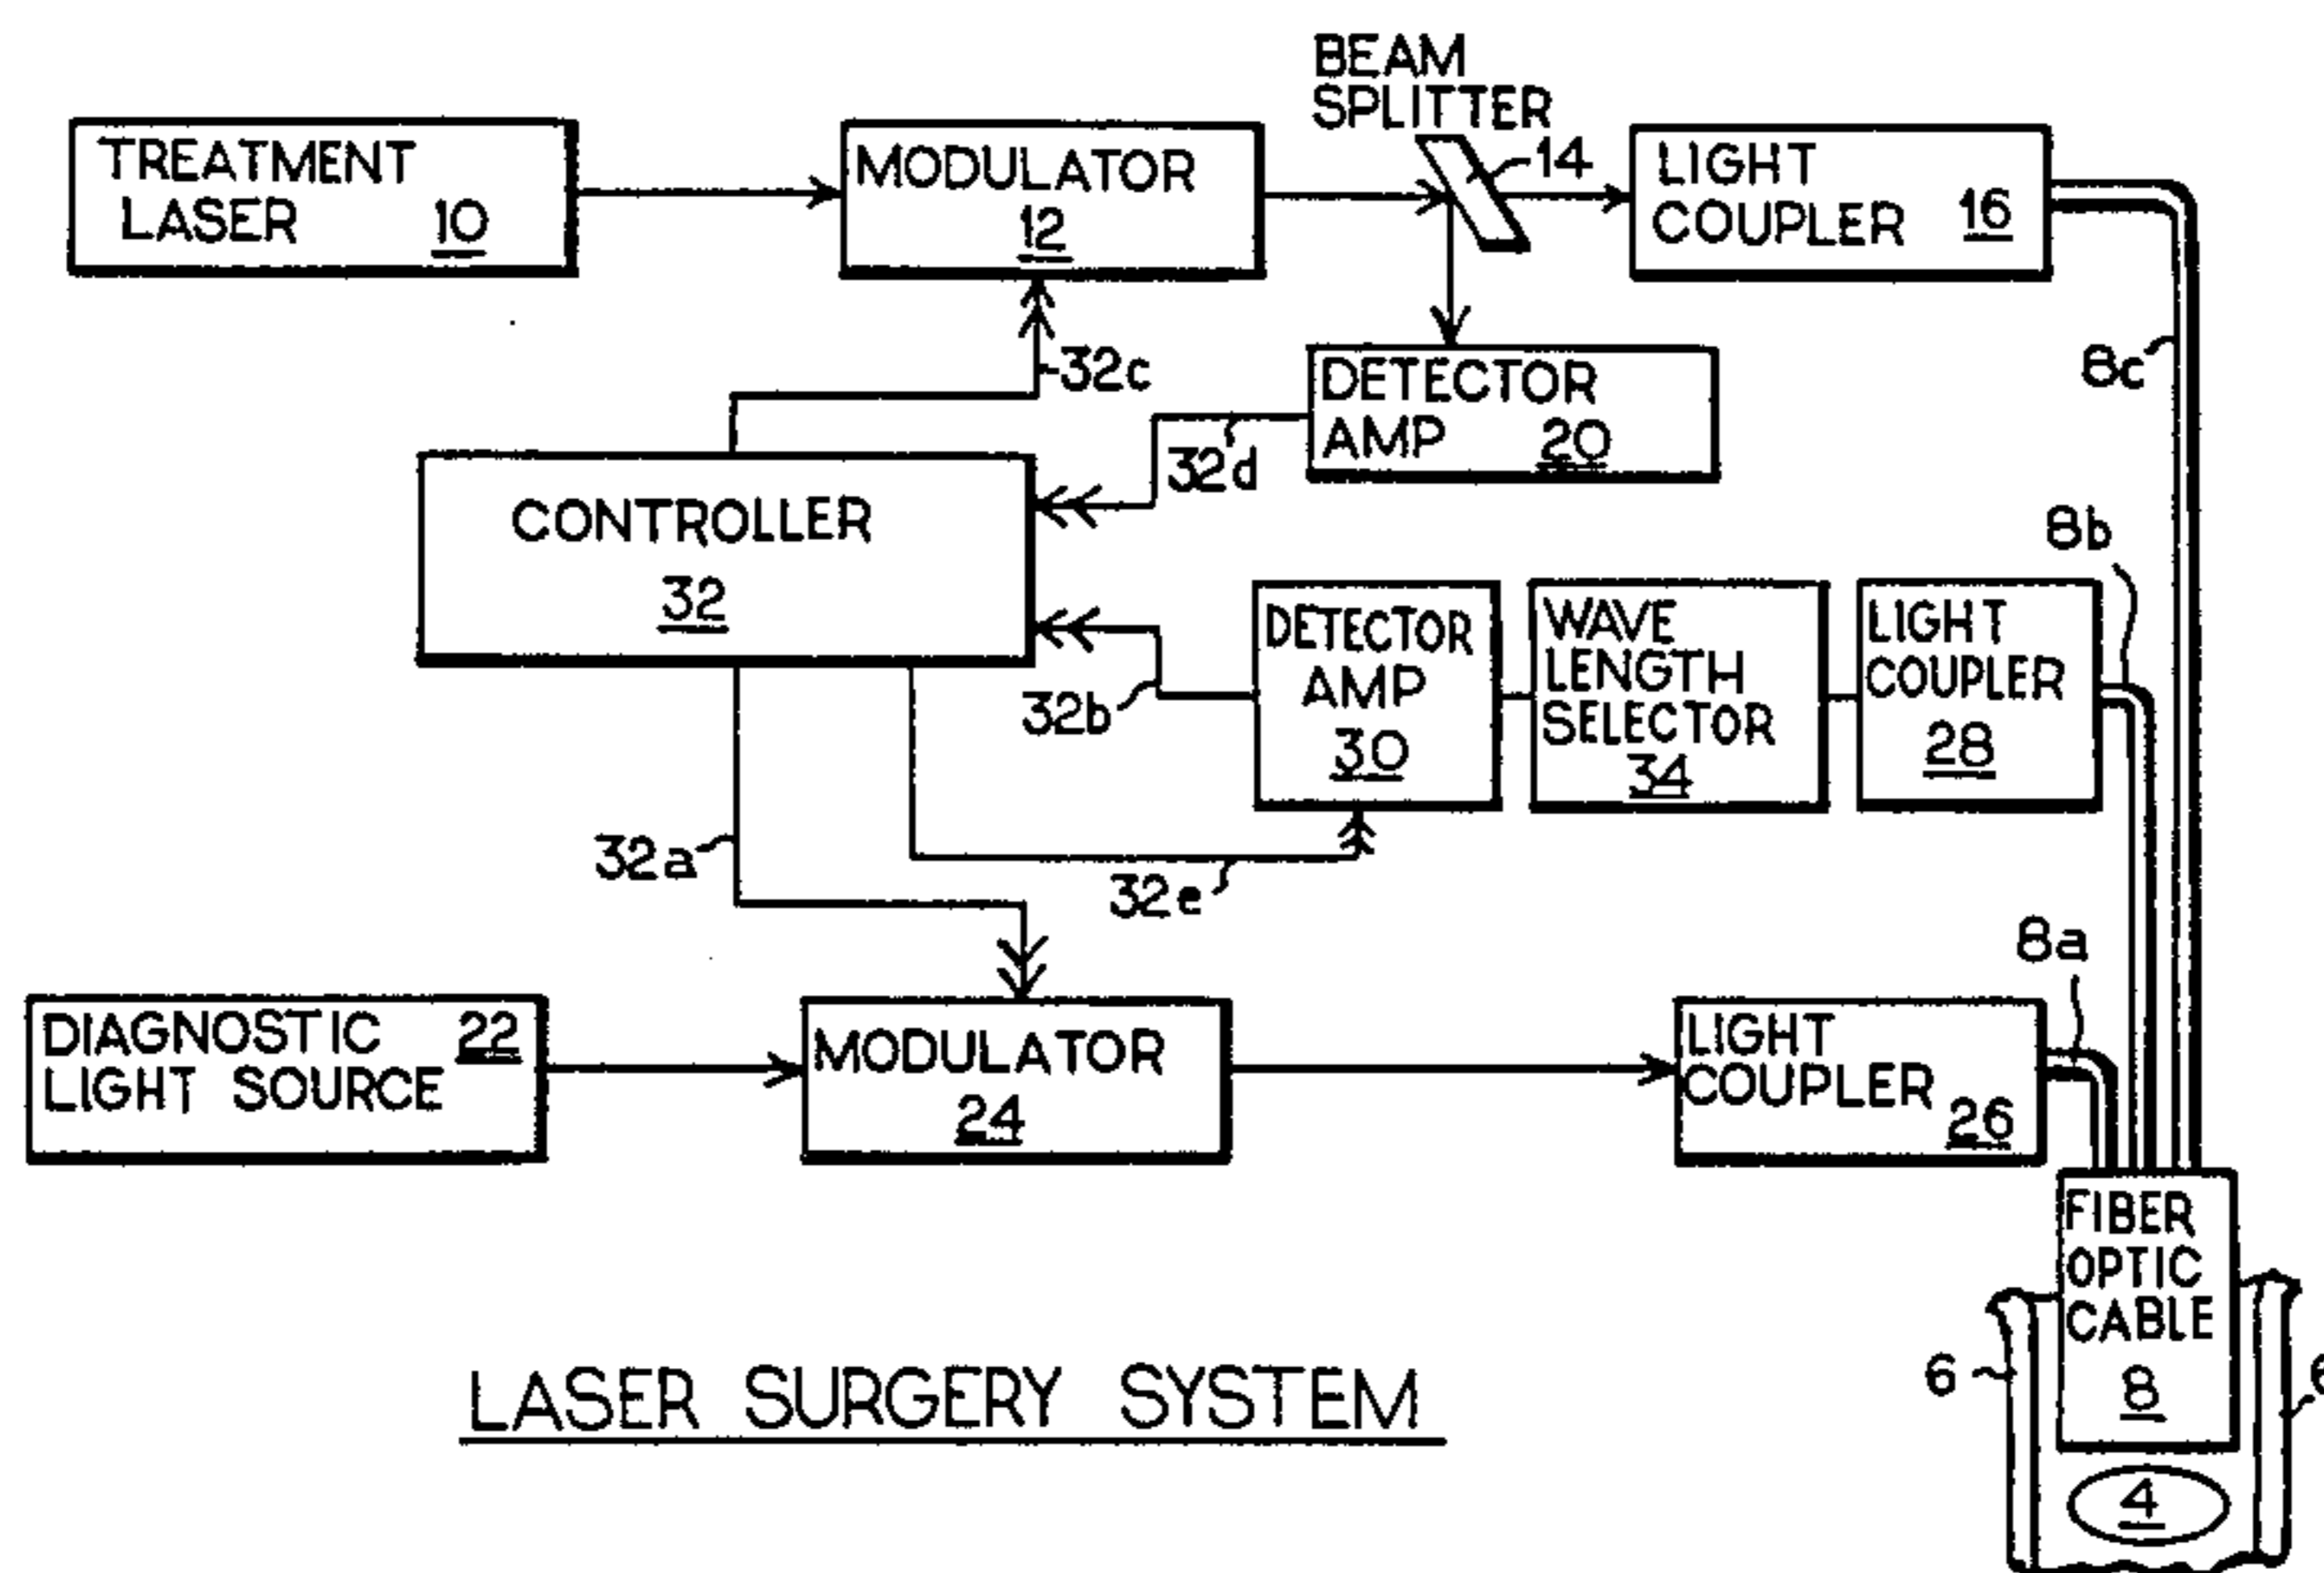 BEAM
SPLITTER
14
TREATMENT
LASER 10
MODULATOR
12
LIGHT
COUPLER 16
32c
DETECTOR
AMP 20
8c
32d
CONTROLLER
32
8b
DETECTOR
AMP
30
WAVE
LENGTH
SELECTOR
34
LIGHT
COUPLER
28
32b
32a
32e
8a
DIAGNOSTIC 22
LIGHT SOURCE
MODULATOR
24
LIGHT
COUPLER
26
FIBER
OPTIC
CABLE
8
6
6
4
LASER SURGERY SYSTEM